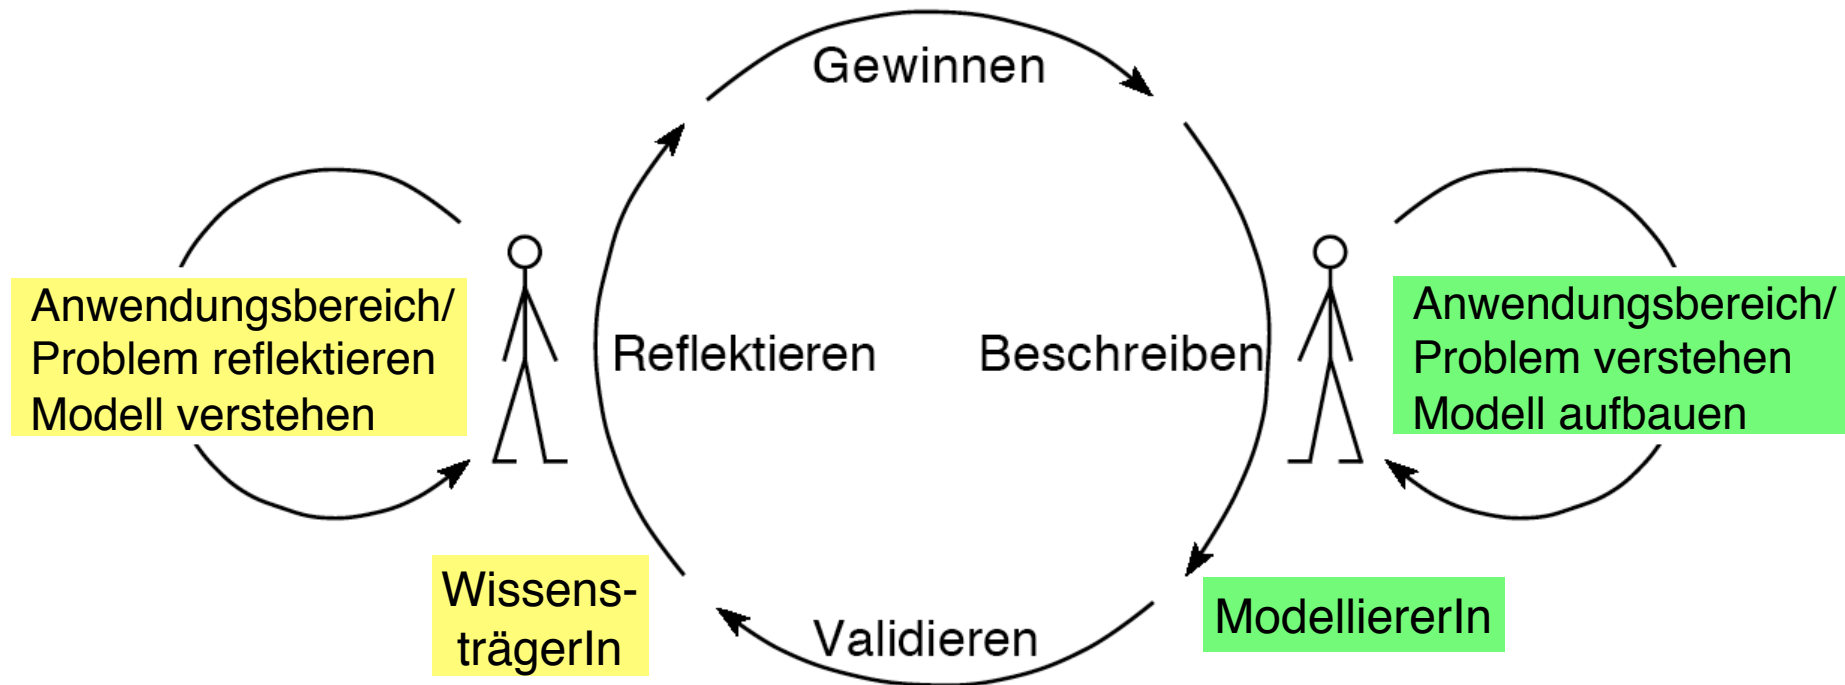 Gewinnen
Anwendungsbereich/
Problem reflektieren
Modell verstehen
Reflektieren
Beschreiben
Anwendungsbereich/
Problem verstehen
Modell aufbauen
Wissens-
trägerIn
Validieren
ModelliererIn